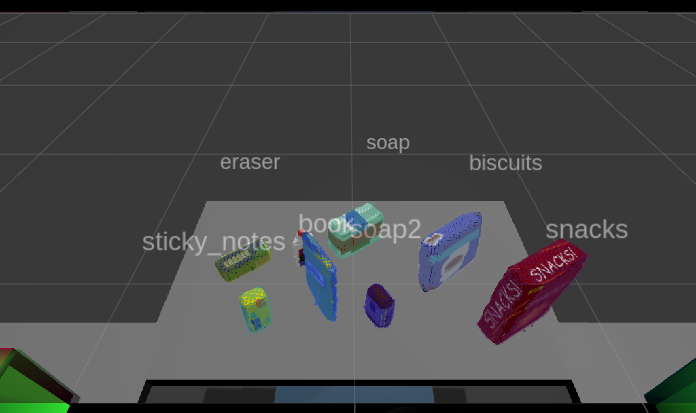 soap
eraser
biscuits
book
soap2
snacks
sticky_notes
SNACKS!
SNACKS!